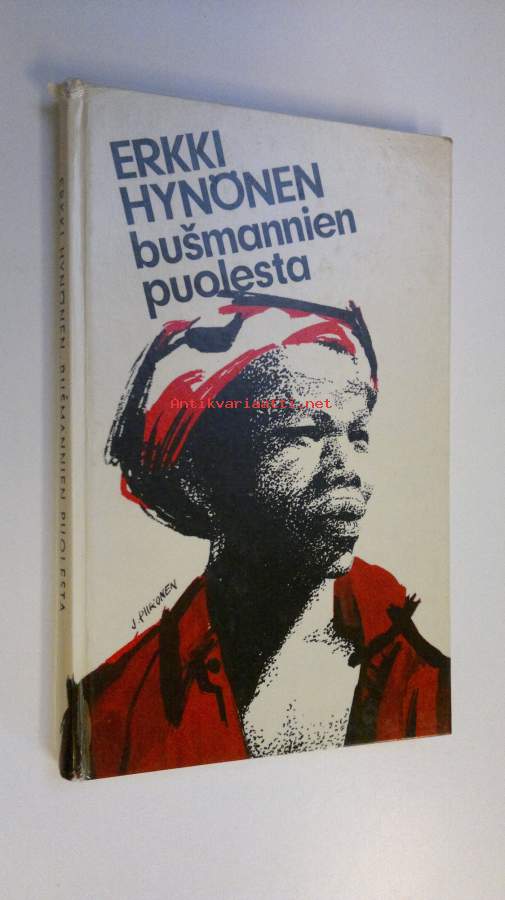 ERKKI
HYNÖNEN
bušmannien
puolesta
Antikvariaatti.net
J. PIIKONEN
ERKKI HYNÖNEN: BUŠMANNIEN PUOLESTA